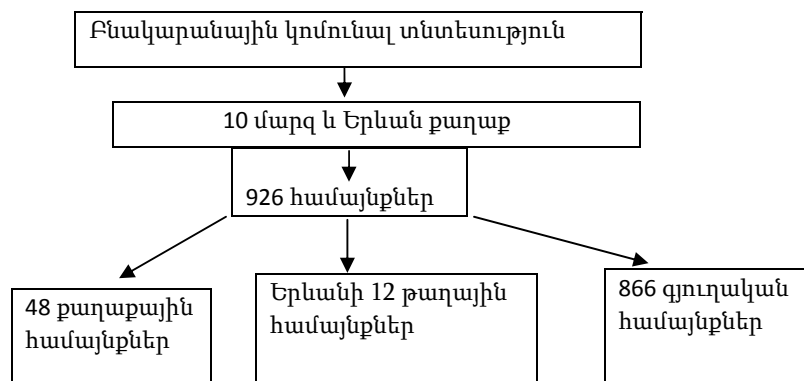 Բնակարանային կոմունալ տնտեսություն
10 մարզ և Երևան քաղաք
926 համայնքներ
48 քաղաքային
համայնքներ
Երևանի 12 թաղային
համայնքներ
866 գյուղական
համայնքներ